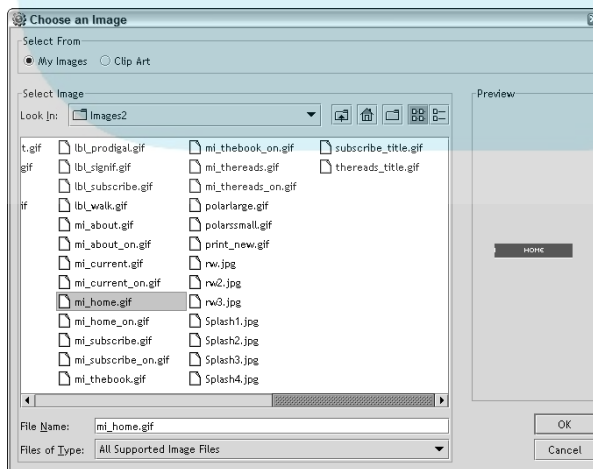 Choose an Image
Select From
My Images Clip Art
Select Image
Look In: Images2
t.gif
gif
if
lbl_prodigal.gif
lbl_signif.gif
lbl_subscribe.gif
lbl_walk.gif
mi_about.gif
mi_about_on.gif
mi_current.gif
mi_current_on.gif
mi_home.gif
mi_home_on.gif
mi_subscribe.gif
mi_subscribe_on.gif
mi_thebook.gif
mi_thebook_on.gif
mi_thereads.gif
mi_thereads_on.gif
polarlarge.gif
polarssmall.gif
print_new.gif
rw.jpg
rw2.jpg
rw3.jpg
Splash1.jpg
Splash2.jpg
Splash3.jpg
Splash4.jpg
subscribe_title.gif
thereads_title.gif
Preview
HOME
File Name: mi_home.gif
Files of Type: All Supported Image Files
OK
Cancel